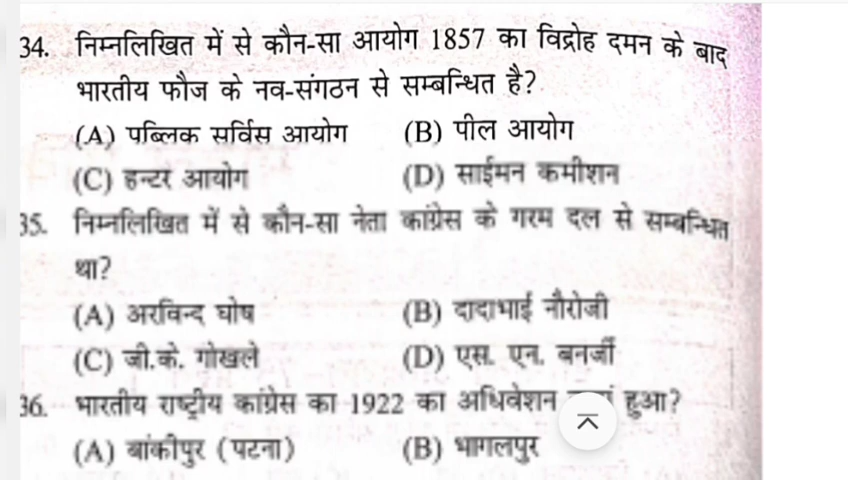 34. निम्नलिखित में से कौन-सा आयोग 1857 का विद्रोह दमन के बाद
भारतीय फौज के नव-संगठन से सम्बन्धित है?
(A) पब्लिक सर्विस आयोग (B) पील आयोग
(C) हन्टर आयोग (D) साईमन कमीशन
35. निम्नलिखित में से कौन-सा नेता कांग्रेस के गरम दल से सम्बन्धित
था?
(A) अरविन्द घोष (B) दादाभाई नौरोजी
(C) जी.के. गोखले (D) एस. एन. बनर्जी
36. भारतीय राष्ट्रीय कांग्रेस का 1922 का अधिवेशन हुआ?
(A) बांकीपुर (पटना) (B) भागलपुर